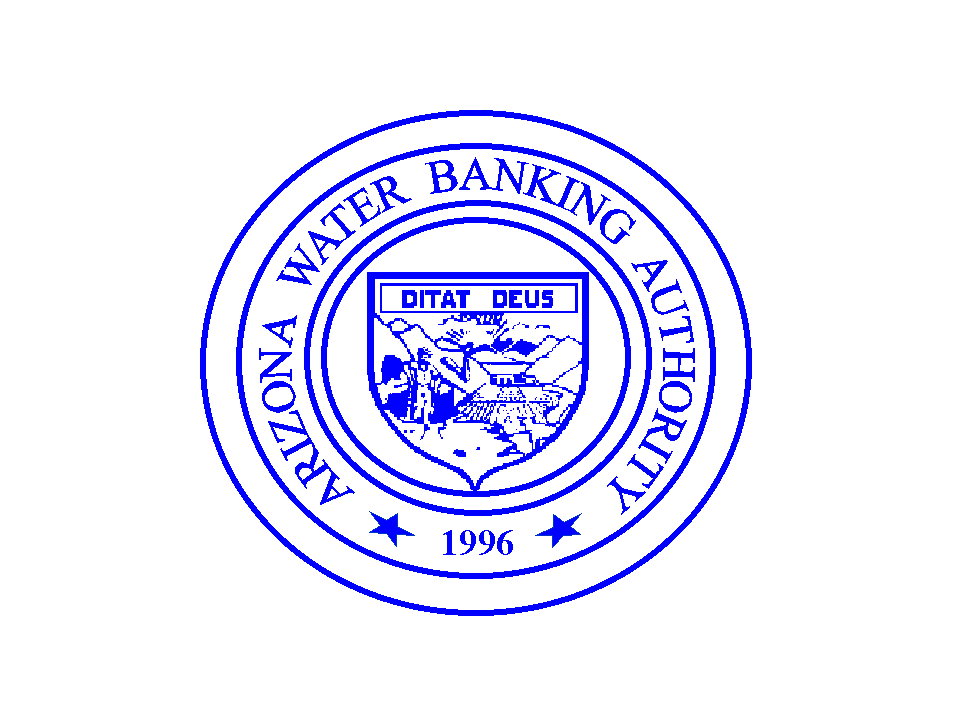 ARIZONA WATER BANKING AUTHORITY
DITAT DEUS
1996